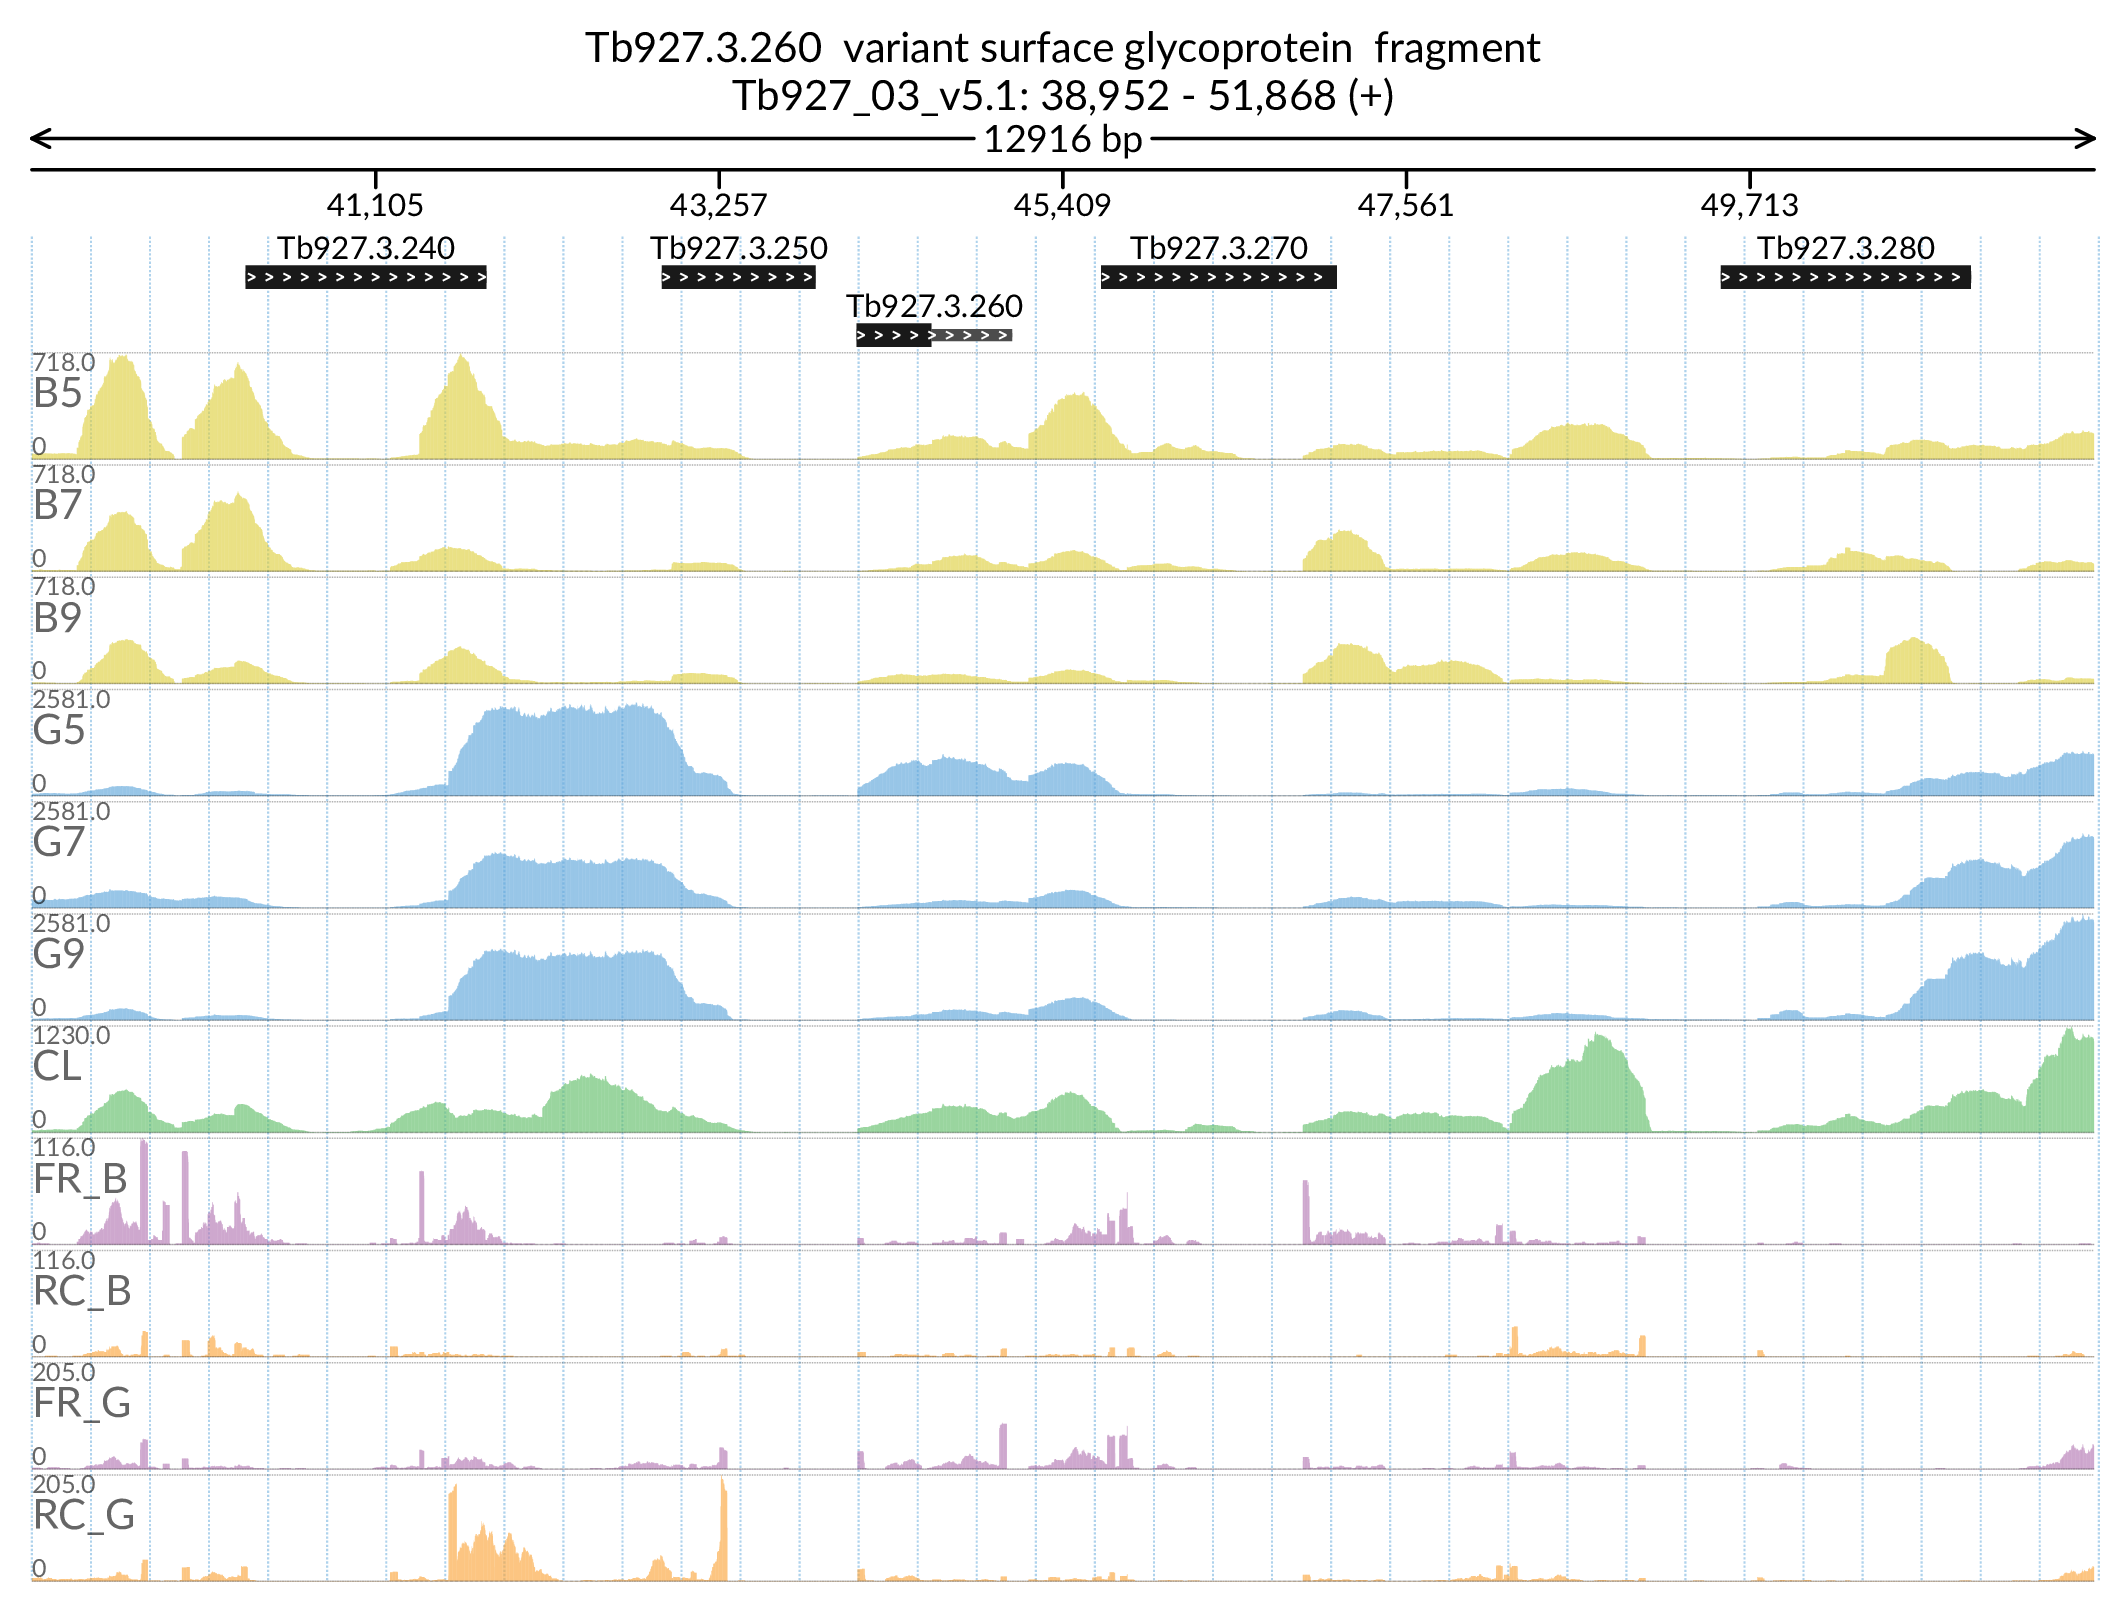 Tb927.3.260  variant surface glycoprotein  fragment
Tb927_03_v5.1: 38,952 - 51,868 (+)
12916 bp
41,105 43,257 45,409 47,561 49,713
Tb927.3.240 Tb927.3.250 Tb927.3.270 Tb927.3.280
Tb927.3.260
718.0
B5
0
718.0
B7
0
718.0
B9
0
2581.0
G5
0
2581.0
G7
0
2581.0
G9
0
1230.0
CL
0
116.0
FR_B
0
116.0
RC_B
0
205.0
FR_G
0
205.0
RC_G
0